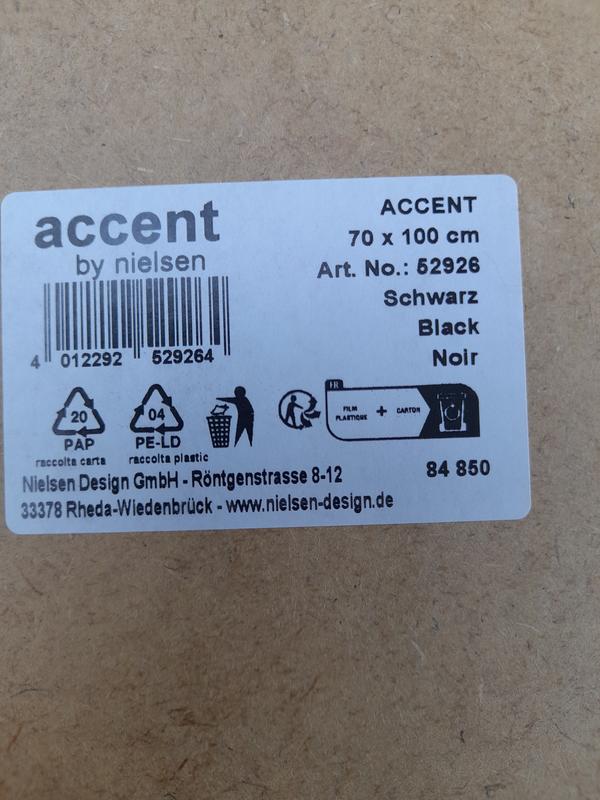 accent
by nielsen
4 012292 529264
ACCENT
70 x 100 cm
Art. No.: 52926
Schwarz
Black
Noir
20
PAP
raccolta carta
04
PE-LD
raccolta plastic
FR
FILM
PLASTIQUE
+
CARTON
84 850
Nielsen Design GmbH - Röntgenstrasse 8-12
33378 Rheda-Wiedenbrück - www.nielsen-design.de